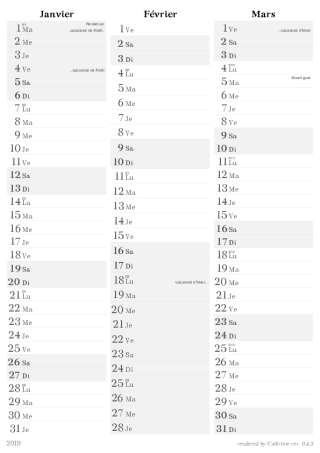 Janvier
1 Ma Nouvel-an
...vacances de Noël...
2 Me
3 Je
4 Ve ...vacances de Noël
5 Sa
6 Di
7 Lu
8 Ma
9 Me
10 Je
11 Ve
12 Sa
13 Di
14 Lu
15 Ma
16 Me
17 Je
18 Ve
19 Sa
20 Di
21 Lu
22 Ma
23 Me
24 Je
25 Ve
26 Sa
27 Di
28 Lu
29 Ma
30 Me
31 Je
Février
1 Ve
2 Sa
3 Di
4 Lu
5 Ma
6 Me
7 Je
8 Ve
9 Sa
10 Di
11 Lu
12 Ma
13 Me
14 Je
15 Ve
16 Sa
17 Di
18 Lu vacances d'hiver...
19 Ma
20 Me
21 Je
22 Ve
23 Sa
24 Di
25 Lu
26 Ma
27 Me
28 Je
Mars
1 Ve ...vacances d'hiver
2 Sa
3 Di
4 Lu
5 Ma Mardi gras
6 Me
7 Je
8 Ve
9 Sa
10 Di
11 Lu
12 Ma
13 Me
14 Je
15 Ve
16 Sa
17 Di
18 Lu
19 Ma
20 Me
21 Je
22 Ve
23 Sa
24 Di
25 Lu
26 Ma
27 Me
28 Je
29 Ve
30 Sa
31 Di
2019
rendered by Callirhoe ver. 0.4.3